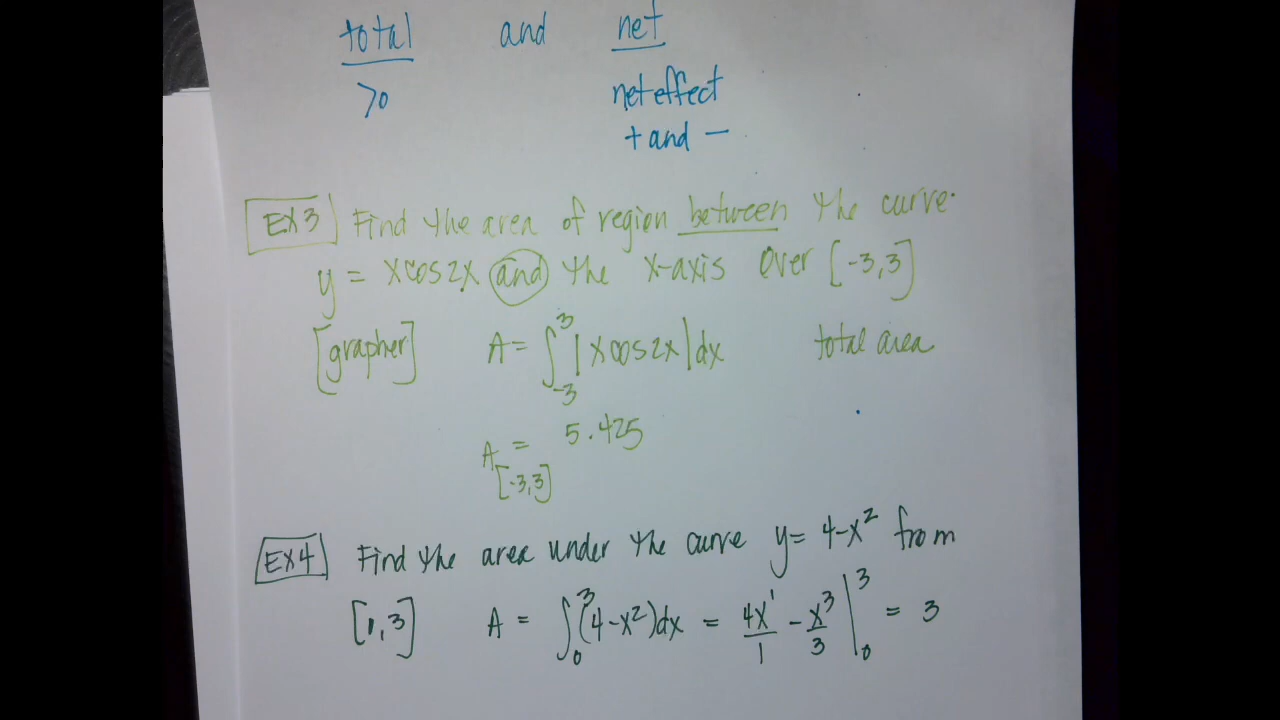 total and net
>0 net effect
+ and −
Ex3 Find the area of region between the curve
y = xcos2x and the x-axis over [-3,3]
[grapher] A = ∫_{-3}^{3} |xcos2x| dx total area
A_{[-3,3]} = 5.425
Ex4 Find the area under the curve y = 4-x² from
[1,3] A = ∫_{0}^{3} (4-x²)dx = 4x¹/1 - x³/3 |_{0}^{3} = 3